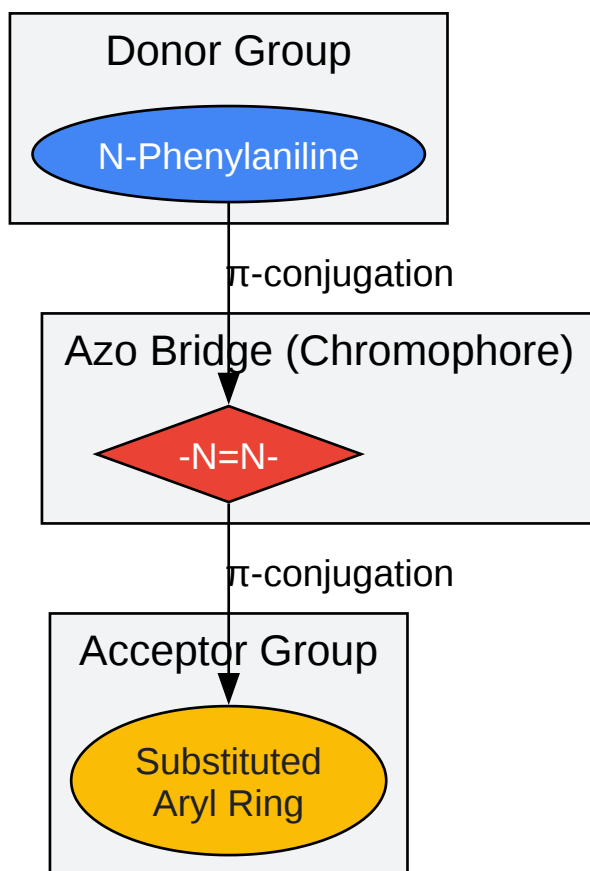 Donor Group
N-Phenylaniline
π-conjugation
Azo Bridge (Chromophore)
-N=N-
π-conjugation
Acceptor Group
Substituted
Aryl Ring